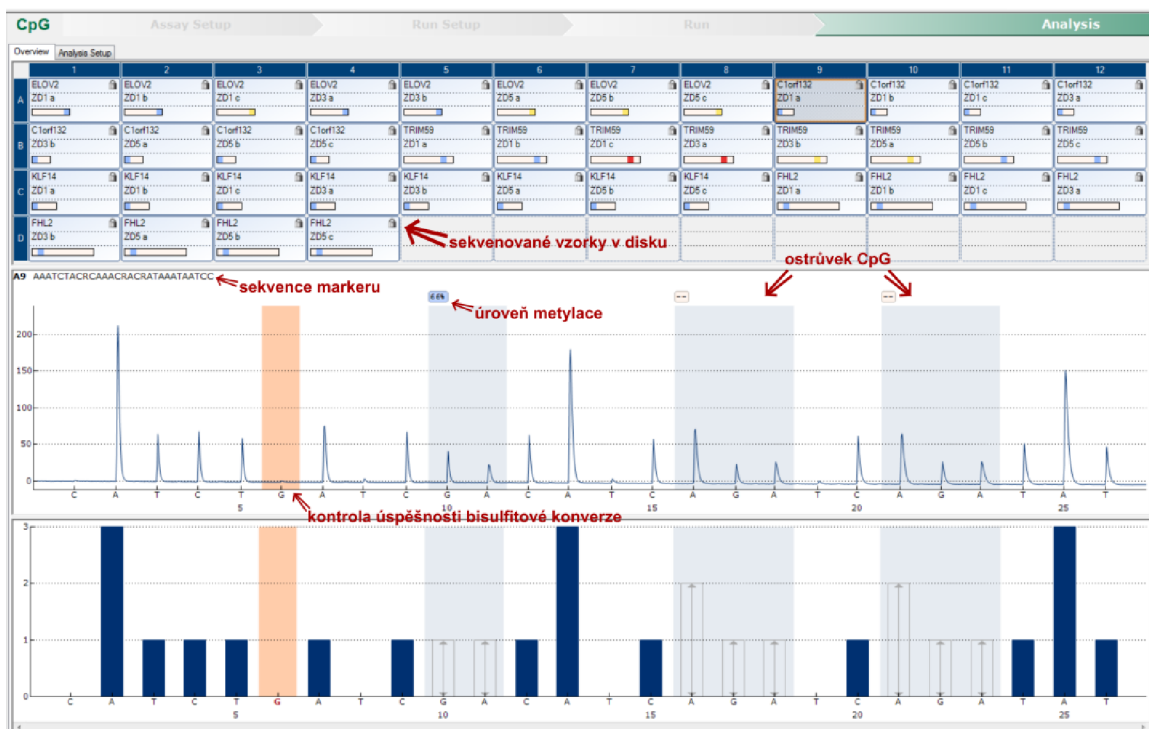 CpG Assay Setup Run Setup Run Analysis
Overview Analysis Setup
1 2 3 4 5 6 7 8 9 10 11 12
A
ELOV2 ELOV2 ELOV2 ELOV2 ELOV2 ELOV2 ELOV2 ELOV2 C1orf132 C1orf132 C1orf132 C1orf132
ZD1 a ZD1 b ZD1 c ZD3 a ZD3 b ZD5 a ZD5 b ZD5 c ZD1 a ZD1 b ZD1 c ZD3 a
B
C1orf132 C1orf132 C1orf132 C1orf132 TRIM59 TRIM59 TRIM59 TRIM59 TRIM59 TRIM59 TRIM59 TRIM59
ZD3 b ZD5 a ZD5 b ZD5 c ZD1 a ZD1 b ZD1 c ZD3 a ZD3 b ZD5 a ZD5 b ZD5 c
C
KLF14 KLF14 KLF14 KLF14 KLF14 KLF14 KLF14 KLF14 FHL2 FHL2 FHL2 FHL2
ZD1 a ZD1 b ZD1 c ZD3 a ZD3 b ZD5 a ZD5 b ZD5 c ZD1 a ZD1 b ZD1 c ZD3 a
D
FHL2 FHL2 FHL2 FHL2
ZD3 b ZD5 a ZD5 b ZD5 c
sekvenované vzorky v disku
A9 AAATCTACRCAAACRACRATAAATAATCC
sekvence markeru
ostrůvek CpG
6.6% -- --
úroveň metylace
200
150
100
50
0
C A T C T G A T C G A C A T C A G A T C A G A T A T
5 10 15 20 25
kontrola úspěšnosti bisulfitové konverze
3
2
1
0
C A T C T G A T C G A C A T C A G A T C A G A T A T
5 10 15 20 25